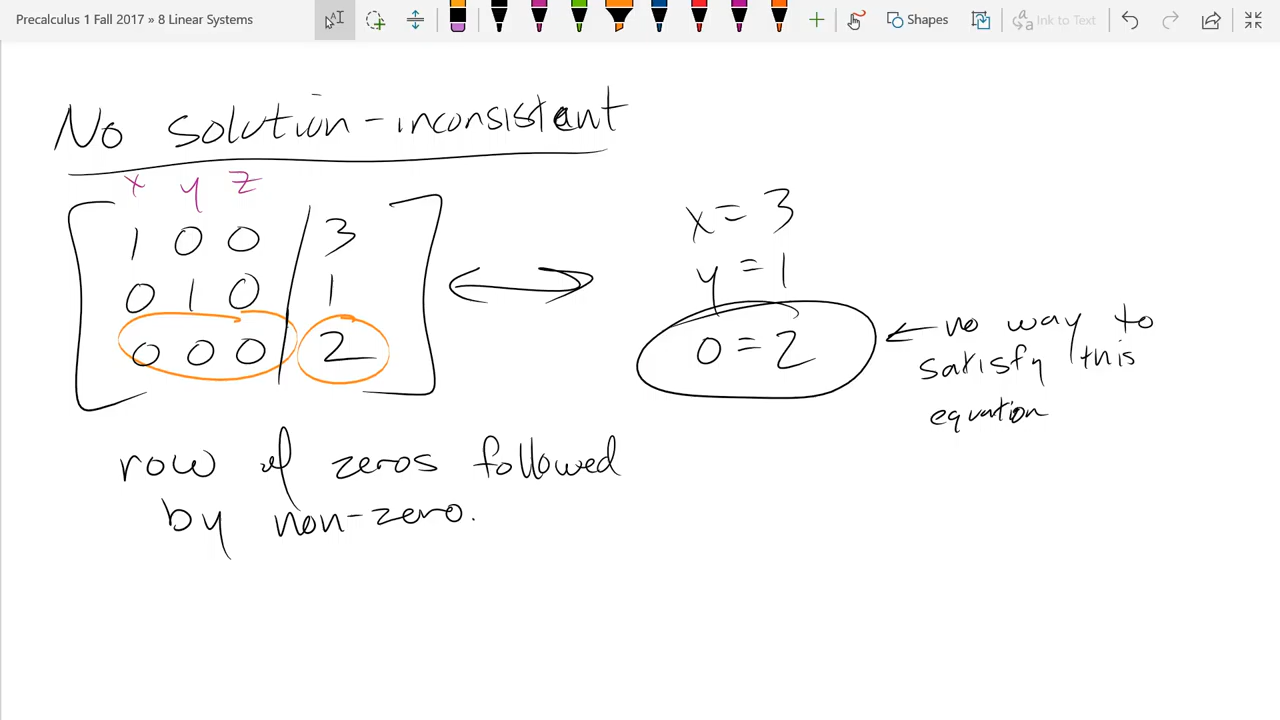 Precalculus 1 Fall 2017 » 8 Linear Systems
Shapes
Ink to Text
No solution-inconsistent
x y z
1 0 0 | 3
0 1 0 | 1
0 0 0 | 2
x = 3
y = 1
0 = 2
← no way to
satisfy this
equation
row of zeros followed
by non-zero.